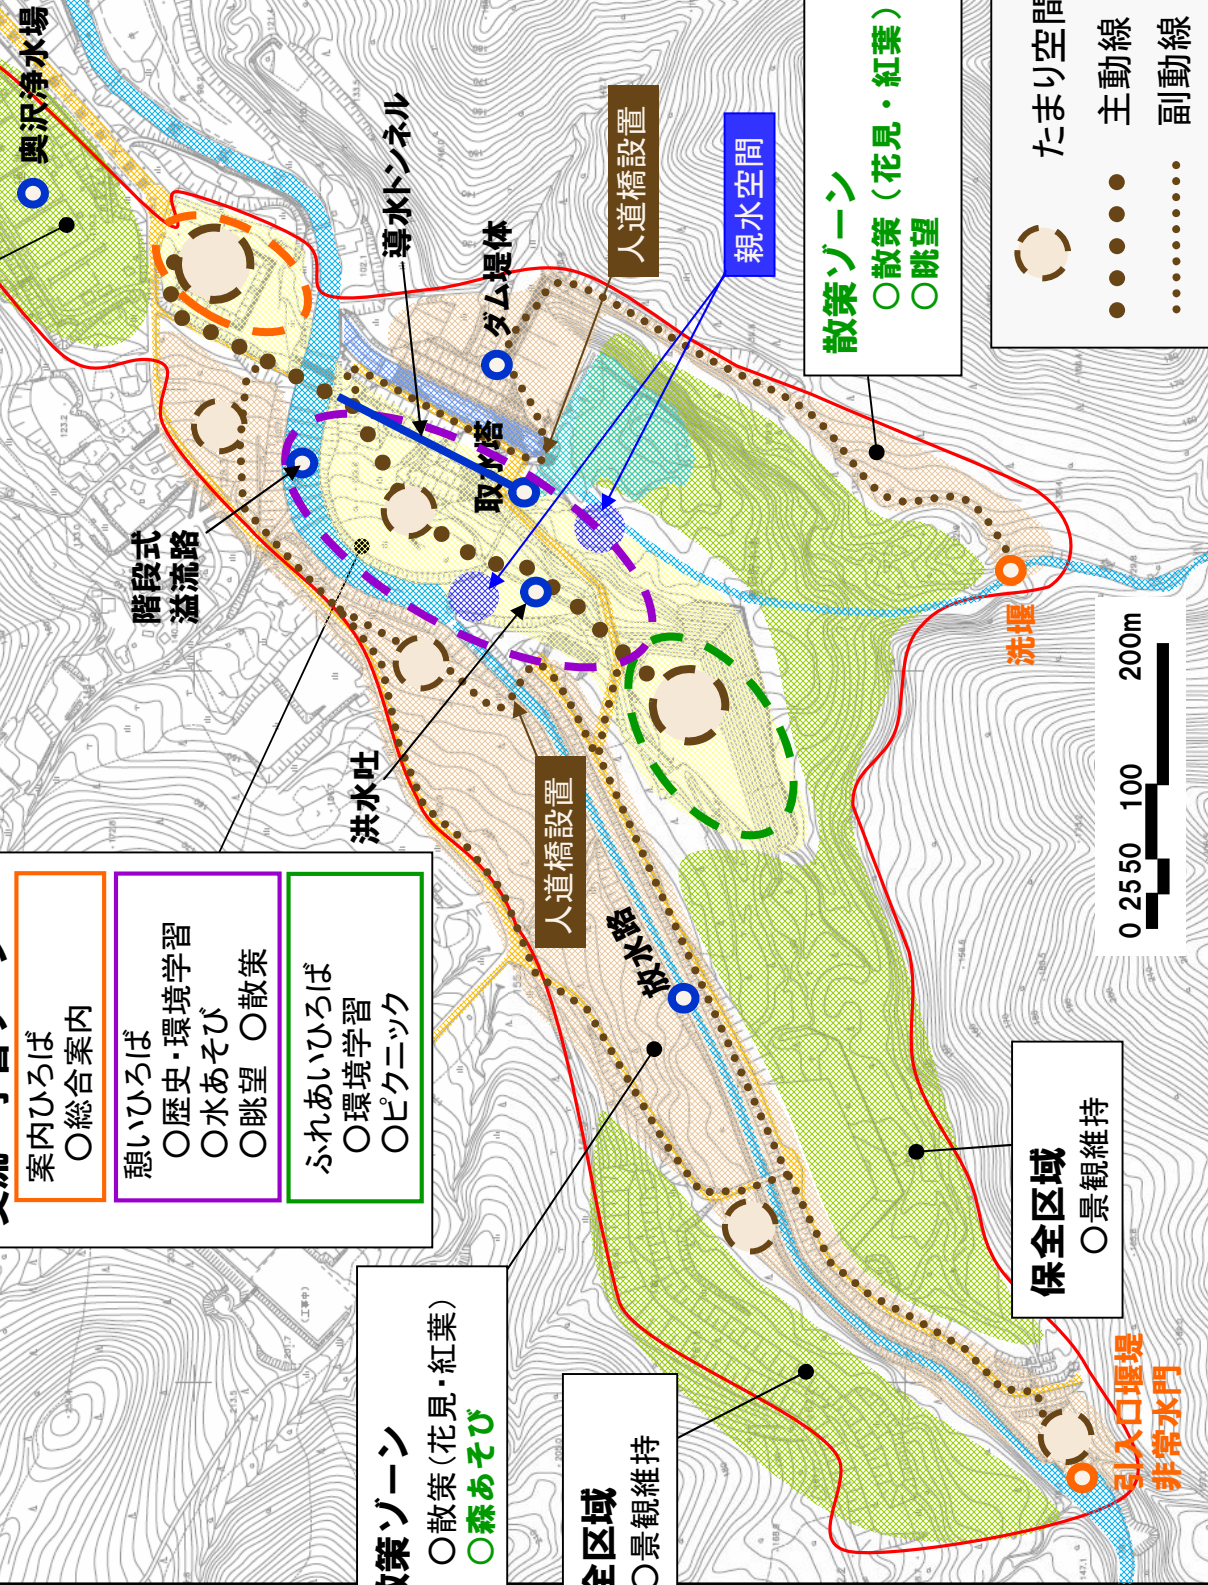 奥沢浄水場
導水トンネル
ダム堤体
人道橋設置
親水空間
散策ゾーン
○散策（花見・紅葉）
○眺望
たまり空間
主動線
副動線
階段式
溢流路
取水塔
洪水吐
人道橋設置
放水路
洗堰
0 25 50 100 200m
案内ひろば
○総合案内
憩いひろば
○歴史・環境学習
○水あそび
○眺望 ○散策
ふれあいひろば
○環境学習
○ピクニック
策ゾーン
○散策（花見・紅葉）
○森あそび
全区域
○景観維持
保全区域
○景観維持
引入口堰堤
非常水門
(工事中)